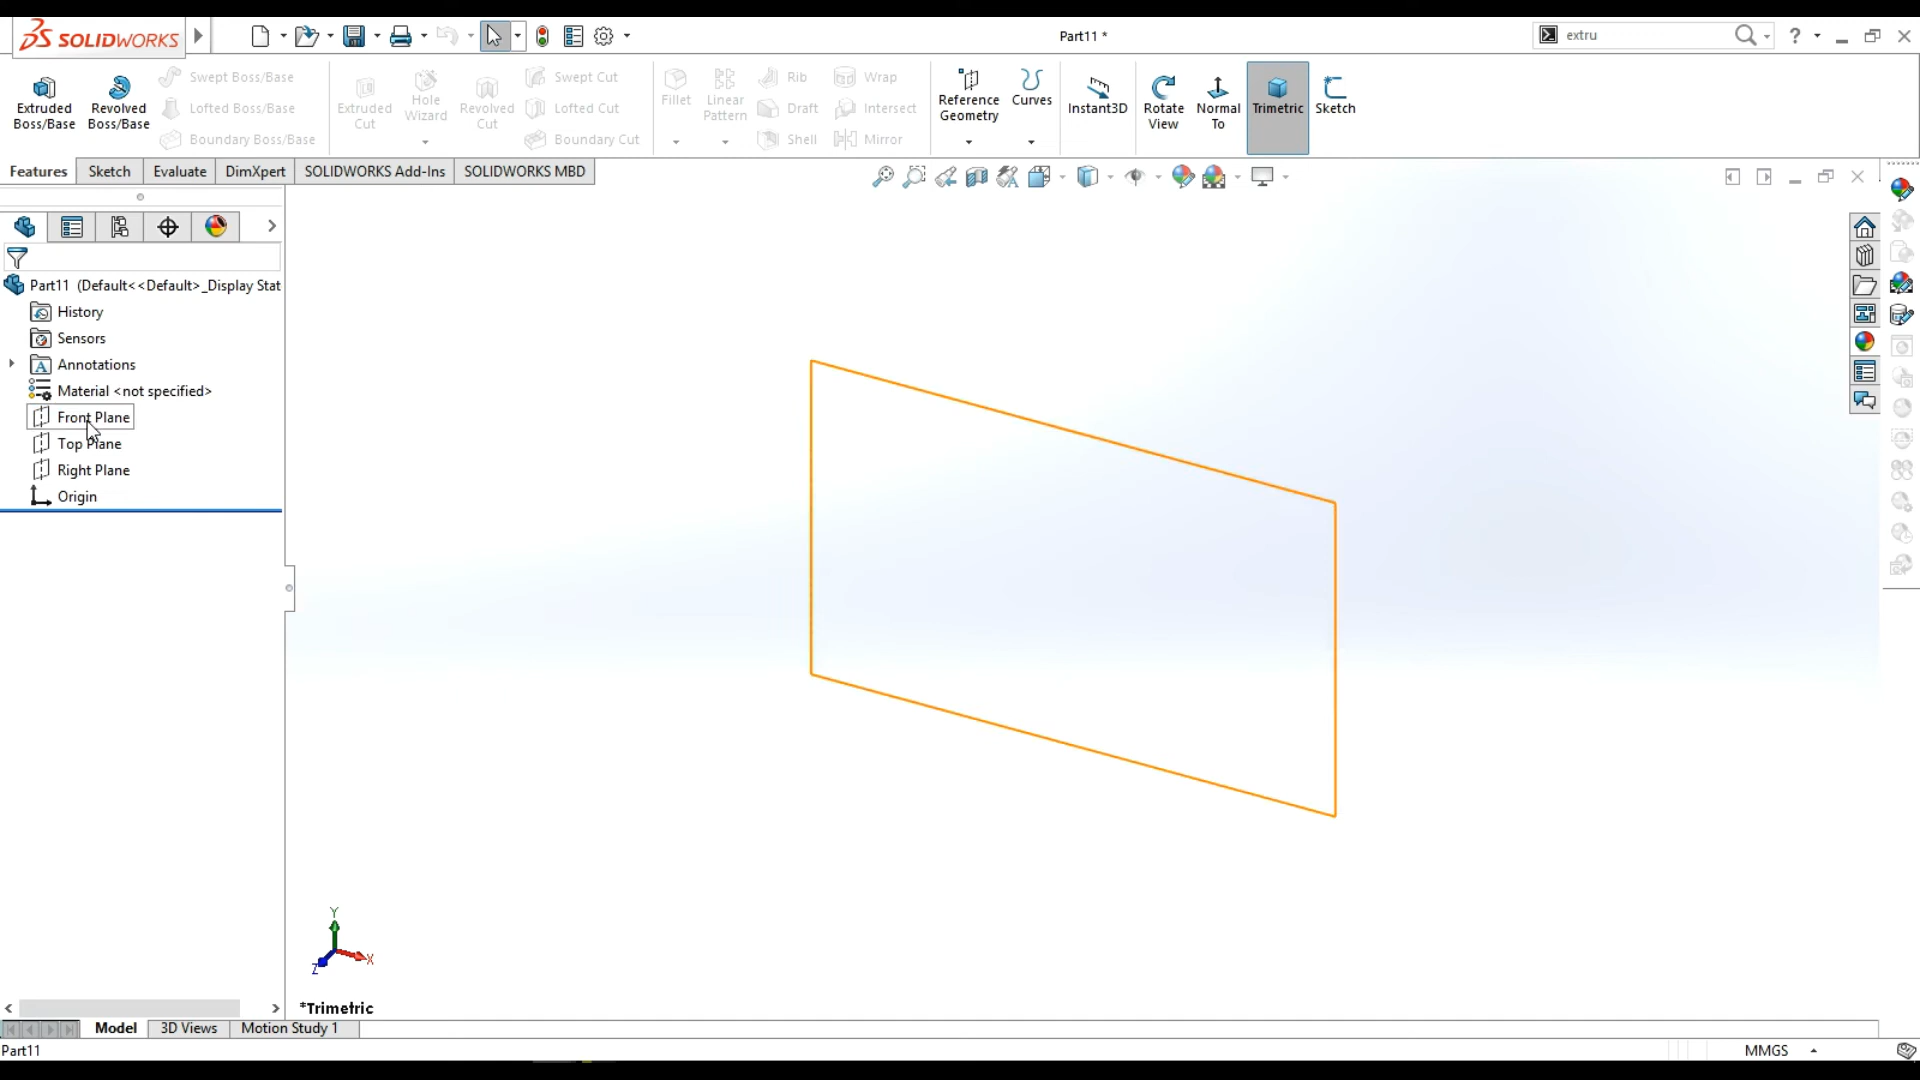 SOLIDWORKS
Part11 *
extru
?
Extruded
Boss/Base
Revolved
Boss/Base
Swept Boss/Base
Lofted Boss/Base
Boundary Boss/Base
Extruded
Cut
Hole
Wizard
Revolved
Cut
Swept Cut
Lofted Cut
Boundary Cut
Fillet
Linear
Pattern
Rib
Draft
Shell
Wrap
Intersect
Mirror
Reference
Geometry
Curves
Instant3D
Rotate
View
Normal
To
Trimetric
Sketch
Features
Sketch
Evaluate
DimXpert
SOLIDWORKS Add-Ins
SOLIDWORKS MBD
Part11 (Default<<Default>_Display Stat
History
Sensors
A Annotations
Material <not specified>
Front Plane
Top Plane
Right Plane
Origin
Y
X
Z
*Trimetric
Model
3D Views
Motion Study 1
Part11
MMGS